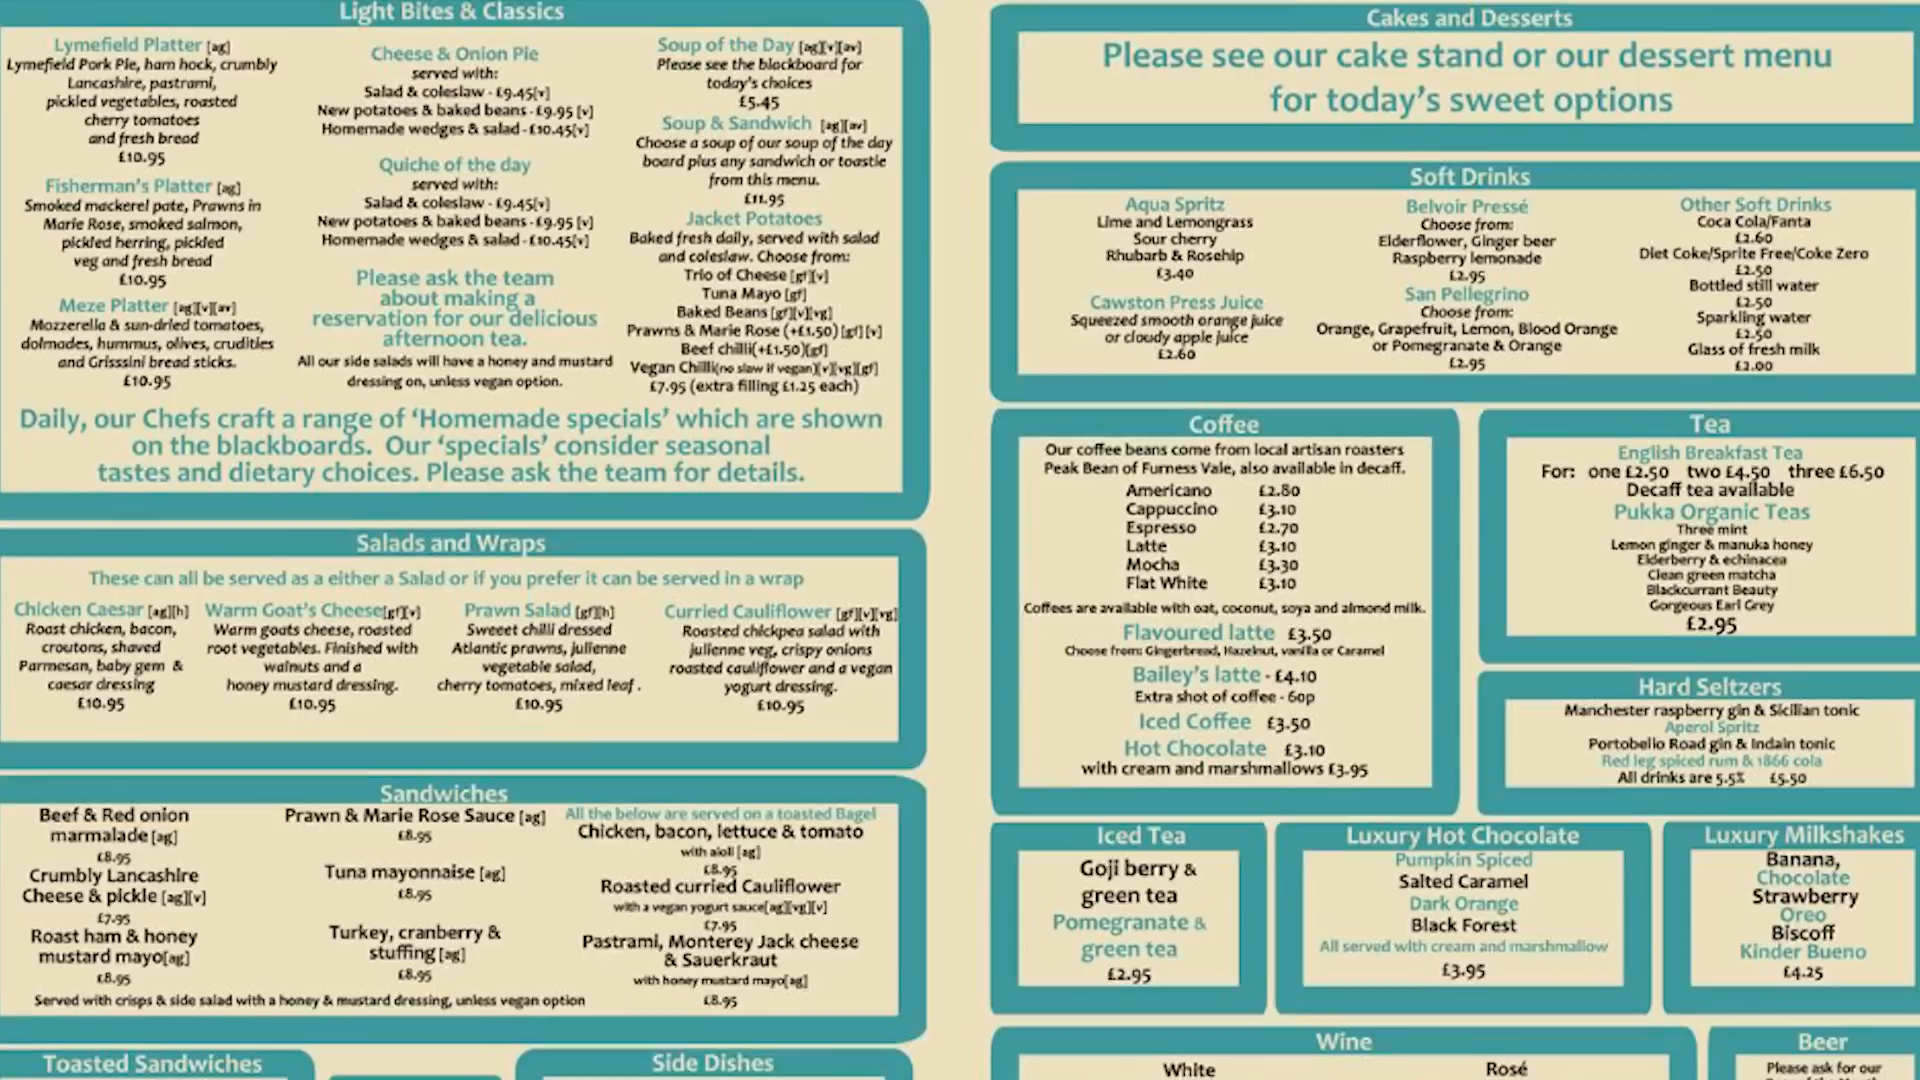 Light Bites & Classics
Lymefield Platter [ag]
Lymefield Pork Pie, ham hock, crumbly
Lancashire, pastrami,
pickled vegetables, roasted
cherry tomatoes
and fresh bread
£10.95
Fisherman's Platter [ag]
Smoked mackerel pate, Prawns in
Marie Rose, smoked salmon,
pickled herring, pickled
veg and fresh bread
£10.95
Meze Platter [ag][v][av]
Mozzerella & sun-dried tomatoes,
dolmades, hummus, olives, crudities
and Grisssini bread sticks.
£10.95
Cheese & Onion Pie
served with:
Salad & coleslaw - £9.45[v]
New potatoes & baked beans - £9.95 [v]
Homemade wedges & salad - £10.45[v]
Quiche of the day
served with:
Salad & coleslaw - £9.45[v]
New potatoes & baked beans - £9.95 [v]
Homemade wedges & salad - £10.45[v]
Please ask the team
about making a
reservation for our delicious
afternoon tea.
All our side salads will have a honey and mustard
dressing on, unless vegan option.
Soup of the Day [ag][v][av]
Please see the blackboard for
today's choices
£5.45
Soup & Sandwich [ag][av]
Choose a soup of our soup of the day
board plus any sandwich or toastie
from this menu.
£11.95
Jacket Potatoes
Baked fresh daily, served with salad
and coleslaw. Choose from:
Trio of Cheese [gf][v]
Tuna Mayo [gf]
Baked Beans [gf][v][vg]
Prawns & Marie Rose (+£1.50) [gf] [v]
Beef chilli(+£1.50)[gf]
Vegan Chilli(no slaw if vegan)[v][vg][gf]
£7.95 (extra filling £1.25 each)
Daily, our Chefs craft a range of 'Homemade specials' which are shown
on the blackboards. Our 'specials' consider seasonal
tastes and dietary choices. Please ask the team for details.
Salads and Wraps
These can all be served as a either a Salad or if you prefer it can be served in a wrap
Chicken Caesar [ag][h]
Roast chicken, bacon,
croutons, shaved
Parmesan, baby gem &
caesar dressing
£10.95
Warm Goat's Cheese[gf][v]
Warm goats cheese, roasted
root vegetables. Finished with
walnuts and a
honey mustard dressing.
£10.95
Prawn Salad [gf][h]
Sweeet chilli dressed
Atlantic prawns, julienne
vegetable salad,
cherry tomatoes, mixed leaf .
£10.95
Curried Cauliflower [gf][v][vg]
Roasted chickpea salad with
julienne veg, crispy onions
roasted cauliflower and a vegan
yogurt dressing.
£10.95
Sandwiches
Beef & Red onion
marmalade [ag]
£8.95
Crumbly Lancashire
Cheese & pickle [ag][v]
£7.95
Roast ham & honey
mustard mayo[ag]
£8.95
Prawn & Marie Rose Sauce [ag]
£8.95
Tuna mayonnaise [ag]
£8.95
Turkey, cranberry &
stuffing [ag]
£8.95
All the below are served on a toasted Bagel
Chicken, bacon, lettuce & tomato
with aioli [ag]
£8.95
Roasted curried Cauliflower
with a vegan yogurt sauce[ag][vg][v]
£7.95
Pastrami, Monterey Jack cheese
& Sauerkraut
with honey mustard mayo[ag]
£8.95
Served with crisps & side salad with a honey & mustard dressing, unless vegan option
Toasted Sandwiches
Side Dishes
Cakes and Desserts
Please see our cake stand or our dessert menu
for today's sweet options
Soft Drinks
Aqua Spritz
Lime and Lemongrass
Sour cherry
Rhubarb & Rosehip
£3.40
Cawston Press Juice
Squeezed smooth orange juice
or cloudy apple juice
£2.60
Belvoir Pressé
Choose from:
Elderflower, Ginger beer
Raspberry lemonade
£2.95
San Pellegrino
Choose from:
Orange, Grapefruit, Lemon, Blood Orange
or Pomegranate & Orange
£2.95
Other Soft Drinks
Coca Cola/Fanta
£2.60
Diet Coke/Sprite Free/Coke Zero
£2.50
Bottled still water
£2.50
Sparkling water
£2.50
Glass of fresh milk
£2.00
Coffee
Our coffee beans come from local artisan roasters
Peak Bean of Furness Vale, also available in decaff.
Americano £2.80
Cappuccino £3.10
Espresso £2.70
Latte £3.10
Mocha £3.30
Flat White £3.10
Coffees are available with oat, coconut, soya and almond milk.
Flavoured latte £3.50
Choose from: Gingerbread, Hazelnut, vanilla or Caramel
Bailey's latte - £4.10
Extra shot of coffee - 60p
Iced Coffee £3.50
Hot Chocolate £3.10
with cream and marshmallows £3.95
Tea
English Breakfast Tea
For: one £2.50 two £4.50 three £6.50
Decaff tea available
Pukka Organic Teas
Three mint
Lemon ginger & manuka honey
Elderberry & echinacea
Clean green matcha
Blackcurrant Beauty
Gorgeous Earl Grey
£2.95
Hard Seltzers
Manchester raspberry gin & Sicilian tonic
Aperol Spritz
Portobello Road gin & Indain tonic
Red leg spiced rum & 1866 cola
All drinks are 5.5% £5.50
Iced Tea
Goji berry &
green tea
Pomegranate &
green tea
£2.95
Luxury Hot Chocolate
Pumpkin Spiced
Salted Caramel
Dark Orange
Black Forest
All served with cream and marshmallow
£3.95
Luxury Milkshakes
Banana,
Chocolate
Strawberry
Oreo
Biscoff
Kinder Bueno
£4.25
Wine
White
Rosé
Beer
Please ask for our